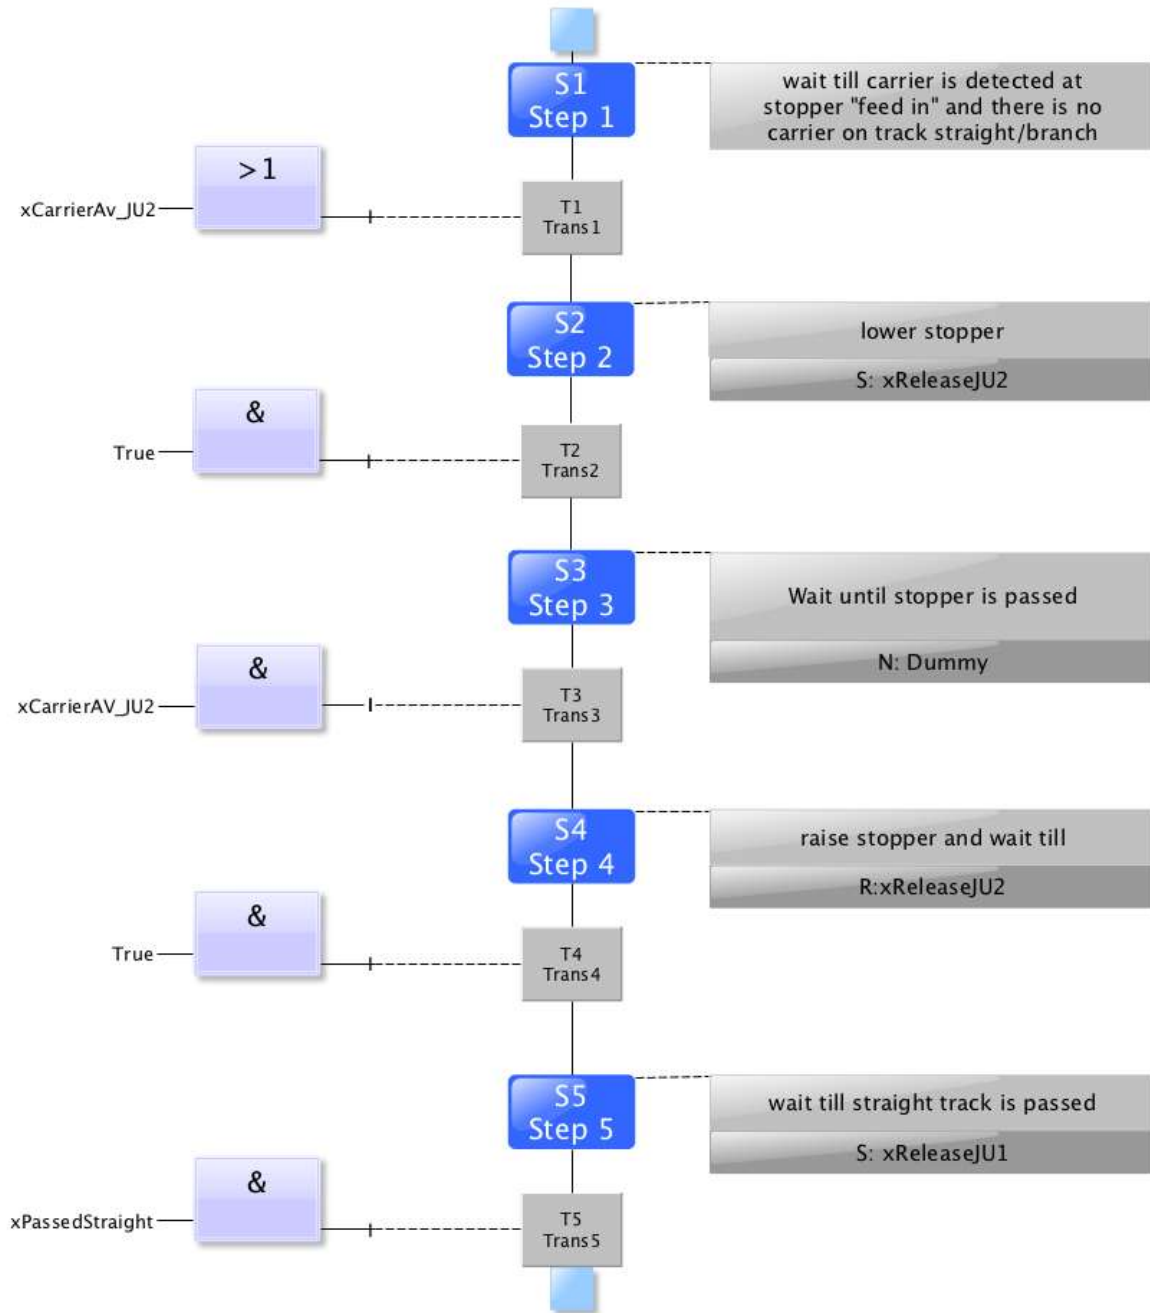 S1
Step 1
wait till carrier is detected at
stopper "feed in" and there is no
carrier on track straight/branch
>1
xCarrierAv_JU2
T1
Trans1
S2
Step 2
lower stopper
S: xReleaseJU2
&
True
T2
Trans2
S3
Step 3
Wait until stopper is passed
N: Dummy
&
xCarrierAV_JU2
T3
Trans3
S4
Step 4
raise stopper and wait till
R:xReleaseJU2
&
True
T4
Trans4
S5
Step 5
wait till straight track is passed
S: xReleaseJU1
&
xPassedStraight
T5
Trans5